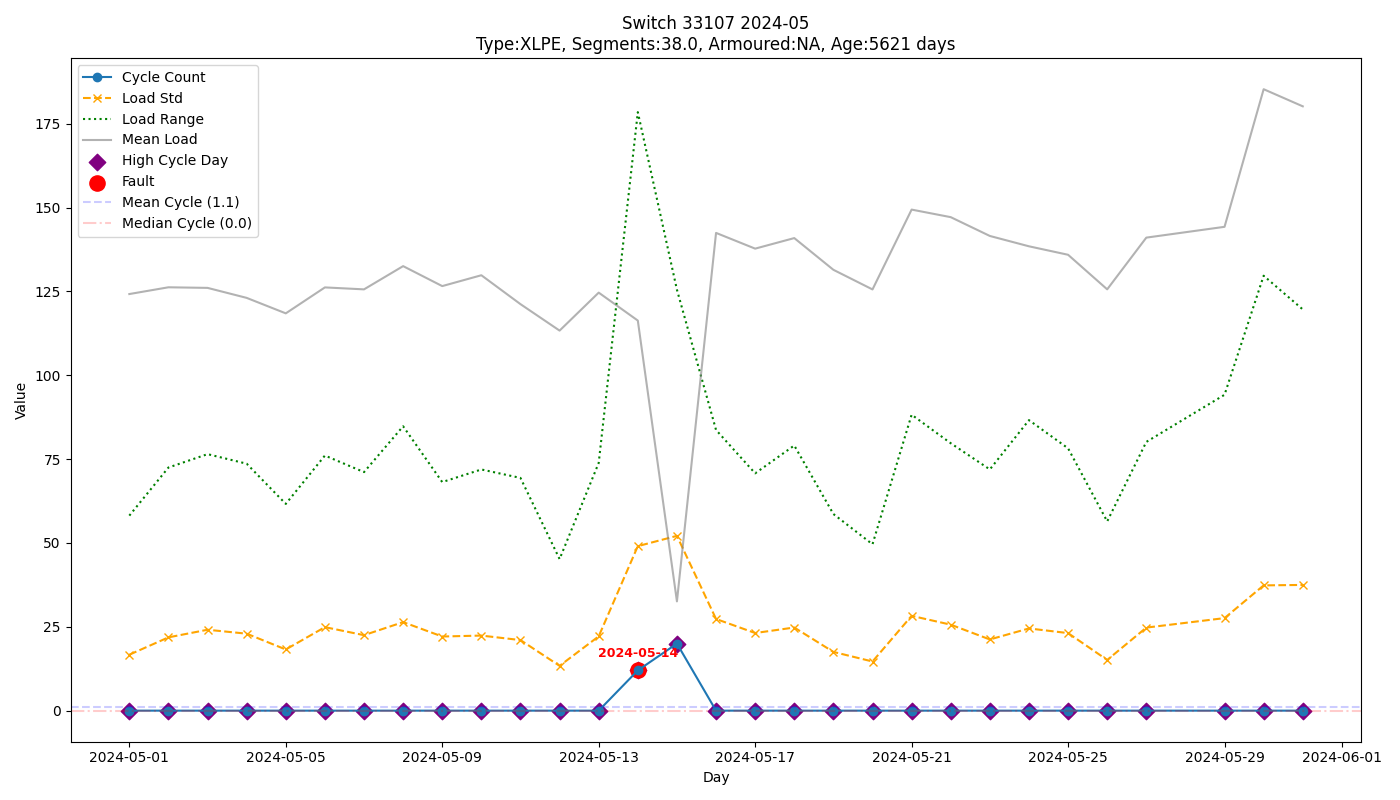 Switch 33107 2024-05
Type:XLPE, Segments:38.0, Armoured:NA, Age:5621 days
Cycle Count
Load Std
Load Range
Mean Load
High Cycle Day
Fault
Mean Cycle (1.1)
Median Cycle (0.0)
175
150
125
100
75
50
25
0
Value
2024-05-14
2024-05-01
2024-05-05
2024-05-09
2024-05-13
2024-05-17
2024-05-21
2024-05-25
2024-05-29
2024-06-01
Day